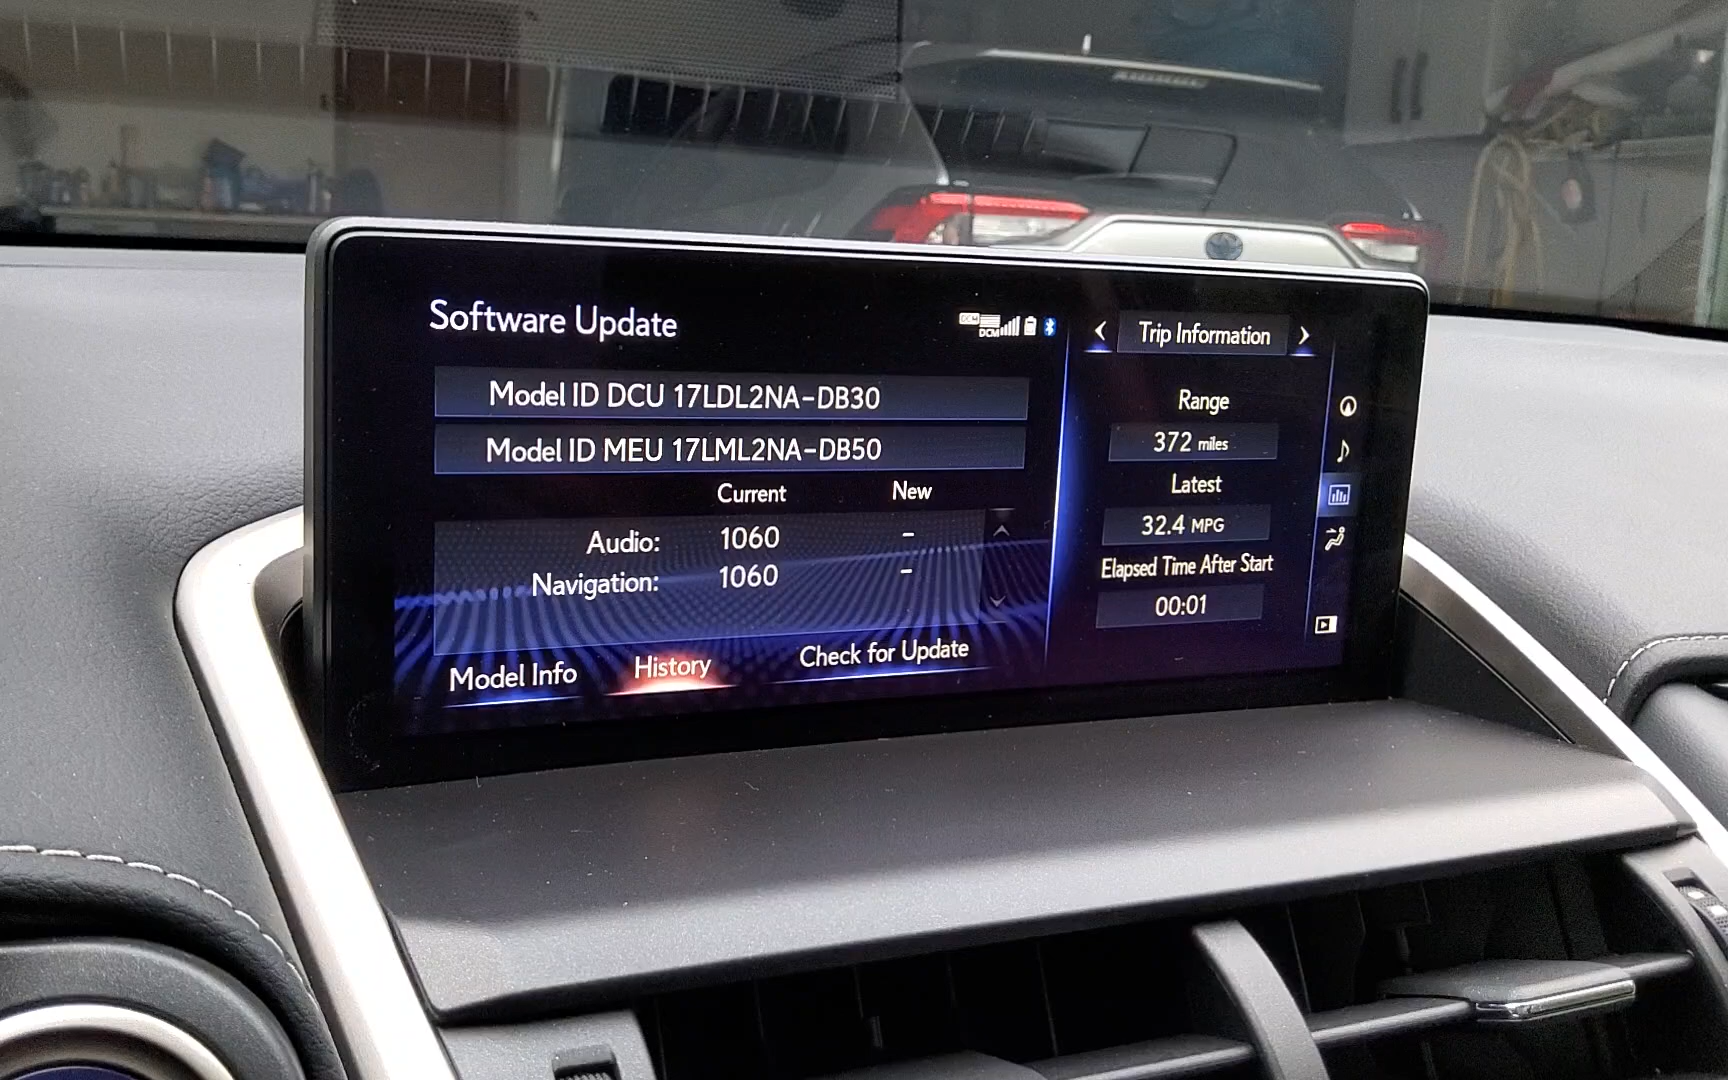 Software Update
DCM
Model ID DCU 17LDL2NA-DB30
Model ID MEU 17LML2NA-DB50
Current New
Audio: 1060 -
Navigation: 1060 -
Model Info History Check for Update
Trip Information
Range
372 miles
Latest
32.4 MPG
Elapsed Time After Start
00:01